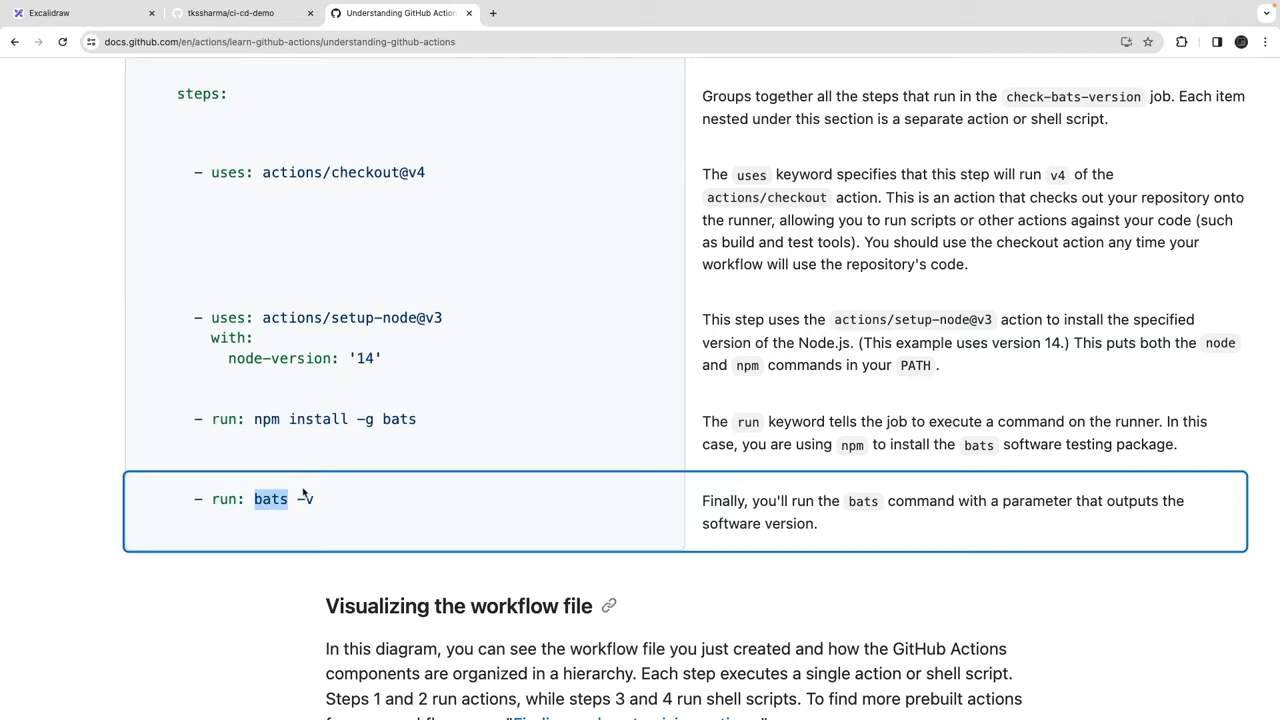 Excalidraw
tkssharma/ci-cd-demo
Understanding GitHub Action
docs.github.com/en/actions/learn-github-actions/understanding-github-actions
steps:
Groups together all the steps that run in the check-bats-version job. Each item
nested under this section is a separate action or shell script.
- uses: actions/checkout@v4
The uses keyword specifies that this step will run v4 of the
actions/checkout action. This is an action that checks out your repository onto
the runner, allowing you to run scripts or other actions against your code (such
as build and test tools). You should use the checkout action any time your
workflow will use the repository's code.
- uses: actions/setup-node@v3
with:
node-version: '14'
This step uses the actions/setup-node@v3 action to install the specified
version of the Node.js. (This example uses version 14.) This puts both the node
and npm commands in your PATH.
- run: npm install -g bats
The run keyword tells the job to execute a command on the runner. In this
case, you are using npm to install the bats software testing package.
- run: bats -v
Finally, you'll run the bats command with a parameter that outputs the
software version.
Visualizing the workflow file
In this diagram, you can see the workflow file you just created and how the GitHub Actions
components are organized in a hierarchy. Each step executes a single action or shell script.
Steps 1 and 2 run actions, while steps 3 and 4 run shell scripts. To find more prebuilt actions